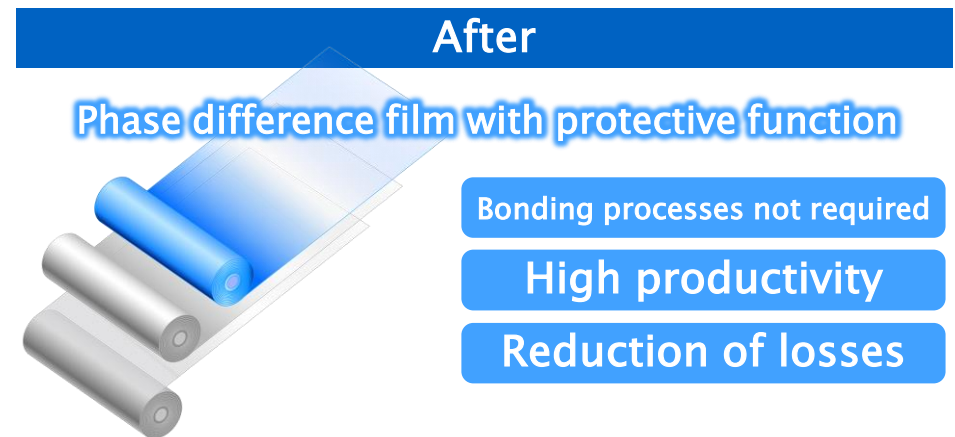 After
Phase difference film with protective function
Bonding processes not required
High productivity
Reduction of losses